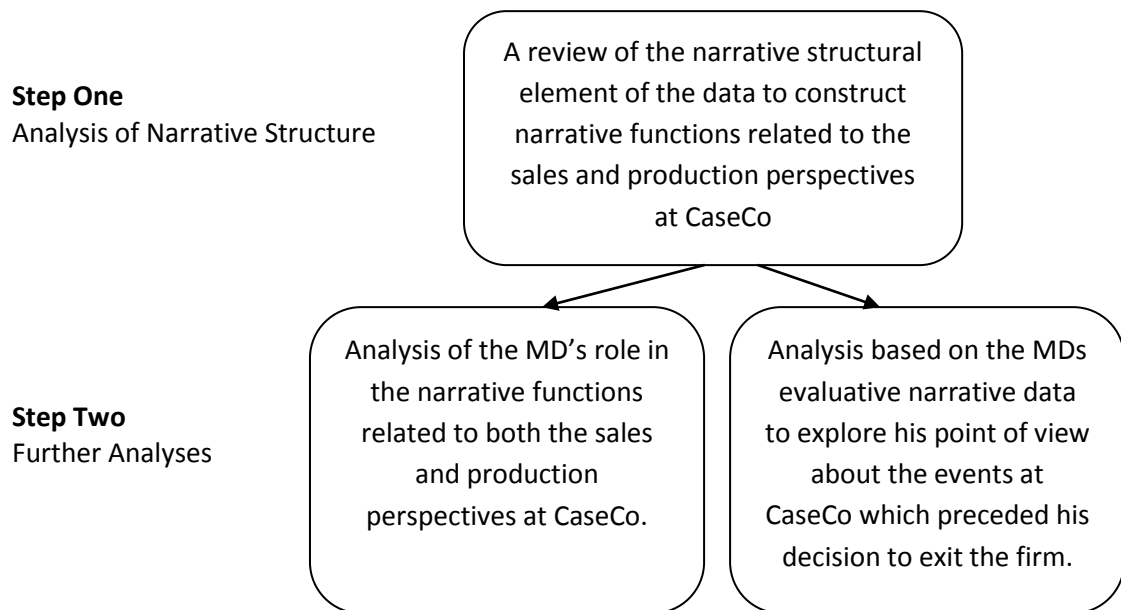 A review of the narrative structural
element of the data to construct
narrative functions related to the
sales and production perspectives
at CaseCo
Step One
Analysis of Narrative Structure
Analysis of the MD’s role in
the narrative functions
related to both the sales
and production
perspectives at CaseCo.
Analysis based on the MDs
evaluative narrative data
to explore his point of view
about the events at
CaseCo which preceded his
decision to exit the firm.
Step Two
Further Analyses